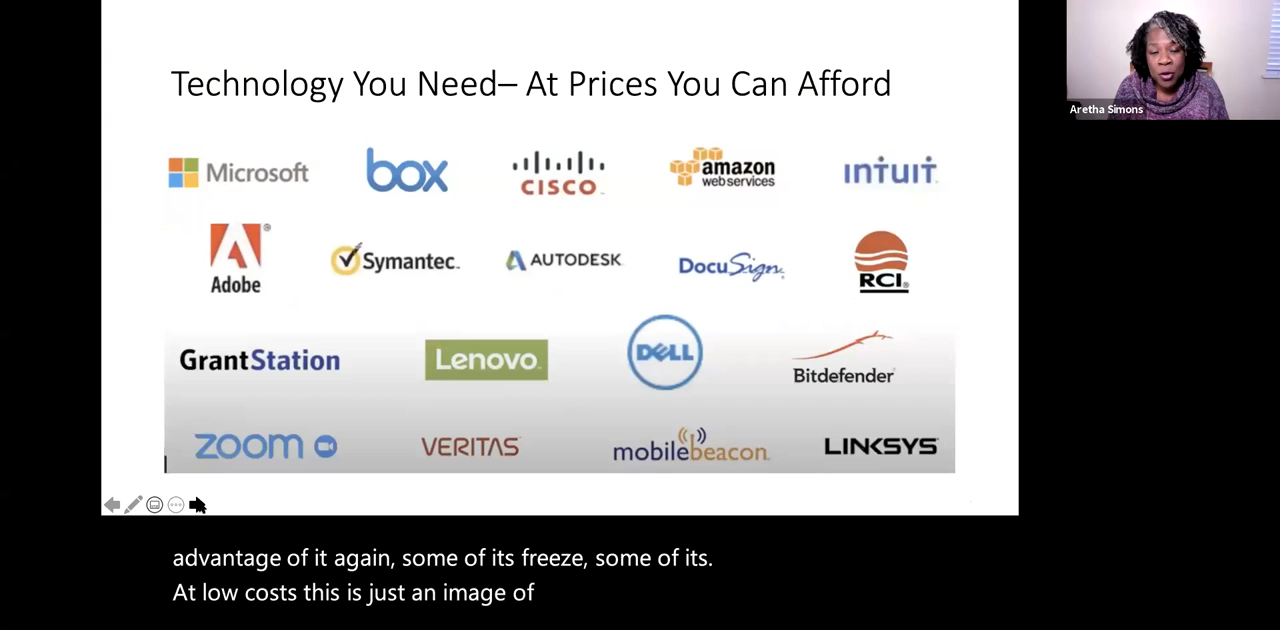 Technology You Need– At Prices You Can Afford
Aretha Simons
Microsoft
box
CISCO
amazon
web services
intuit
Adobe
Symantec.
AUTODESK
DocuSign
RCI
GrantStation
Lenovo
DELL
Bitdefender
zoom
VERITAS
mobilebeacon
LINKSYS
advantage of it again, some of its freeze, some of its.
At low costs this is just an image of